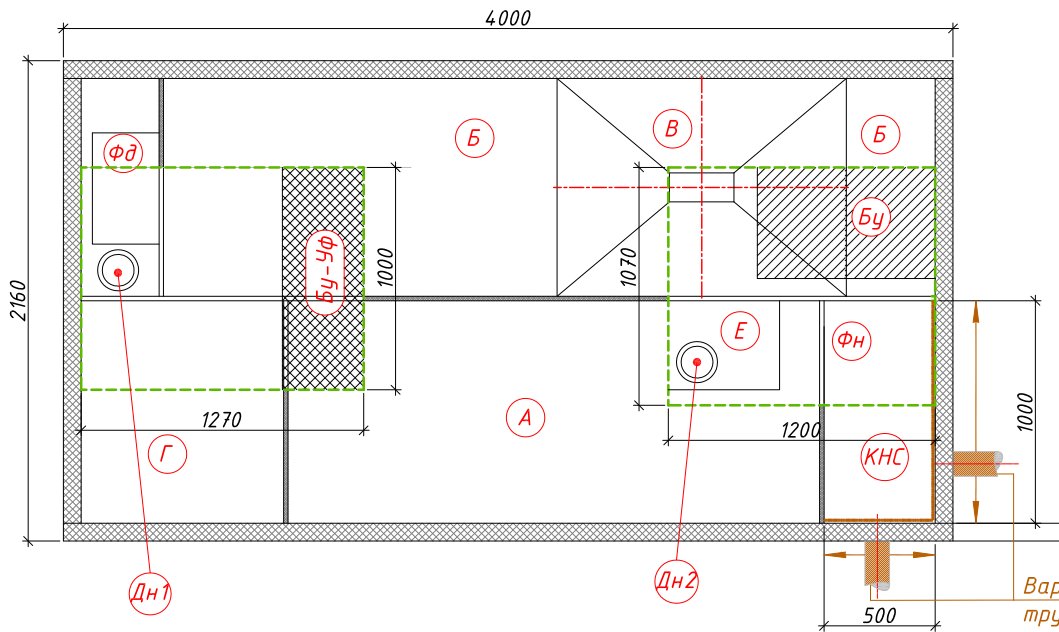 4000
Фд
Б
В
Б
Бу-Уф
1000
1070
Бу
2160
Е
Фн
1270
А
1200
1000
Г
КНС
Дн1
Дн2
500
Вар
тру